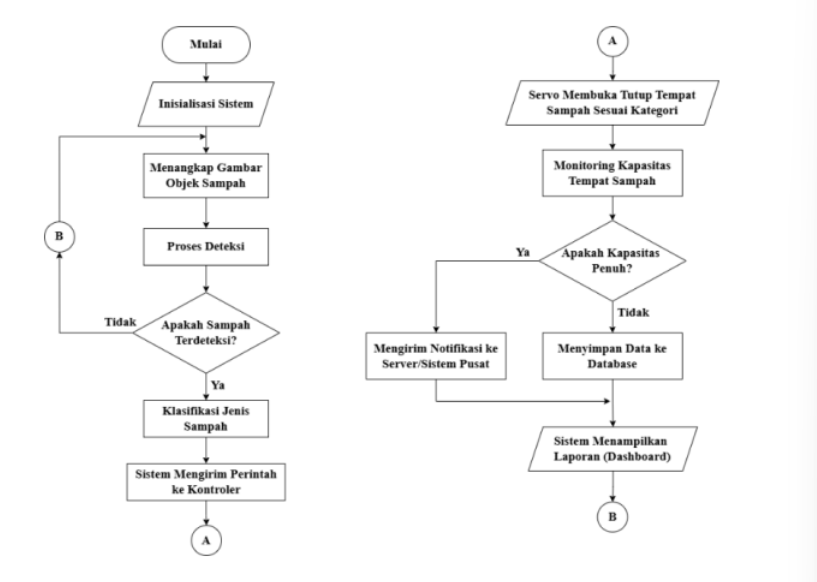 Mulai
Inisialisasi Sistem
Menangkap Gambar
Objek Sampah
B
Proses Deteksi
Tidak
Apakah Sampah
Terdeteksi?
Ya
Klasifikasi Jenis
Sampah
Sistem Mengirim Perintah
ke Kontroler
A
A
Servo Membuka Tutup Tempat
Sampah Sesuai Kategori
Monitoring Kapasitas
Tempat Sampah
Ya
Apakah Kapasitas
Penuh?
Tidak
Mengirim Notifikasi ke
Server/Sistem Pusat
Menyimpan Data ke
Database
Sistem Menampilkan
Laporan (Dashboard)
B